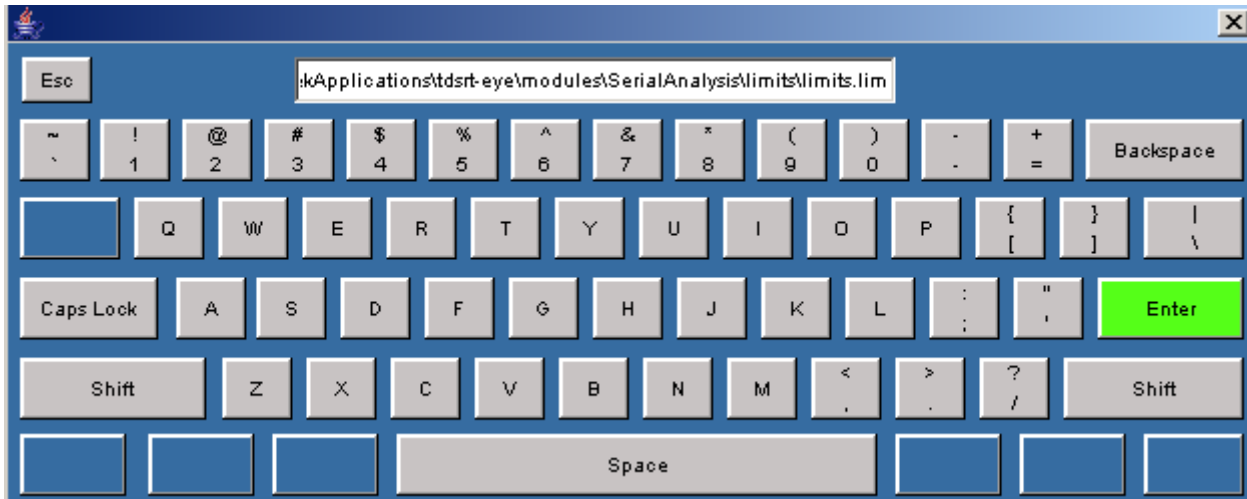 Esc :kApplications\tdsrt-eye\modules\SerialAnalysis\limits\limits.lim
~ ! @ # $ % ^ & * ( ) - +
` 1 2 3 4 5 6 7 8 9 0 - = Backspace
Q W E R T Y U I O P { } |
[ ] \
Caps Lock A S D F G H J K L : " Enter
; '
Shift Z X C V B N M < > ? Shift
, . /
Space